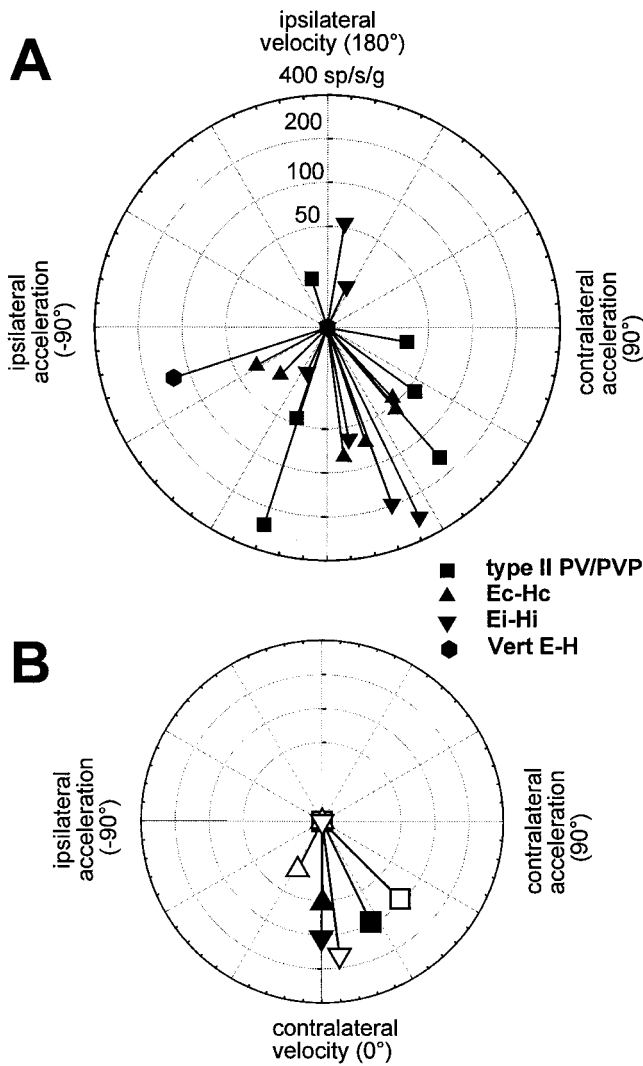 A
ipsilateral
velocity (180°)
400 sp/s/g
200
100
50
ipsilateral
acceleration
(-90°)
contralateral
acceleration
(90°)
type II PV/PVP
Ec-Hc
Ei-Hi
Vert E-H
B
ipsilateral
acceleration
(-90°)
contralateral
acceleration
(90°)
contralateral
velocity (0°)